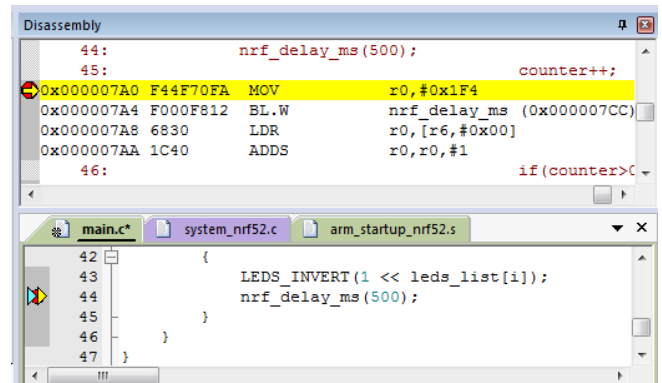 Disassembly
44: nrf_delay_ms(500);
45: counter++;
0x000007A0 F44F70FA MOV r0,#0x1F4
0x000007A4 F000F812 BL.W nrf_delay_ms (0x000007CC)
0x000007A8 6830 LDR r0,[r6,#0x00]
0x000007AA 1C40 ADDS r0,r0,#1
46: if(counter>
main.c* system_nrf52.c arm_startup_nrf52.s
42 {
43 LEDS_INVERT(1 << leds_list[i]);
44 nrf_delay_ms(500);
45 }
46 }
47 }